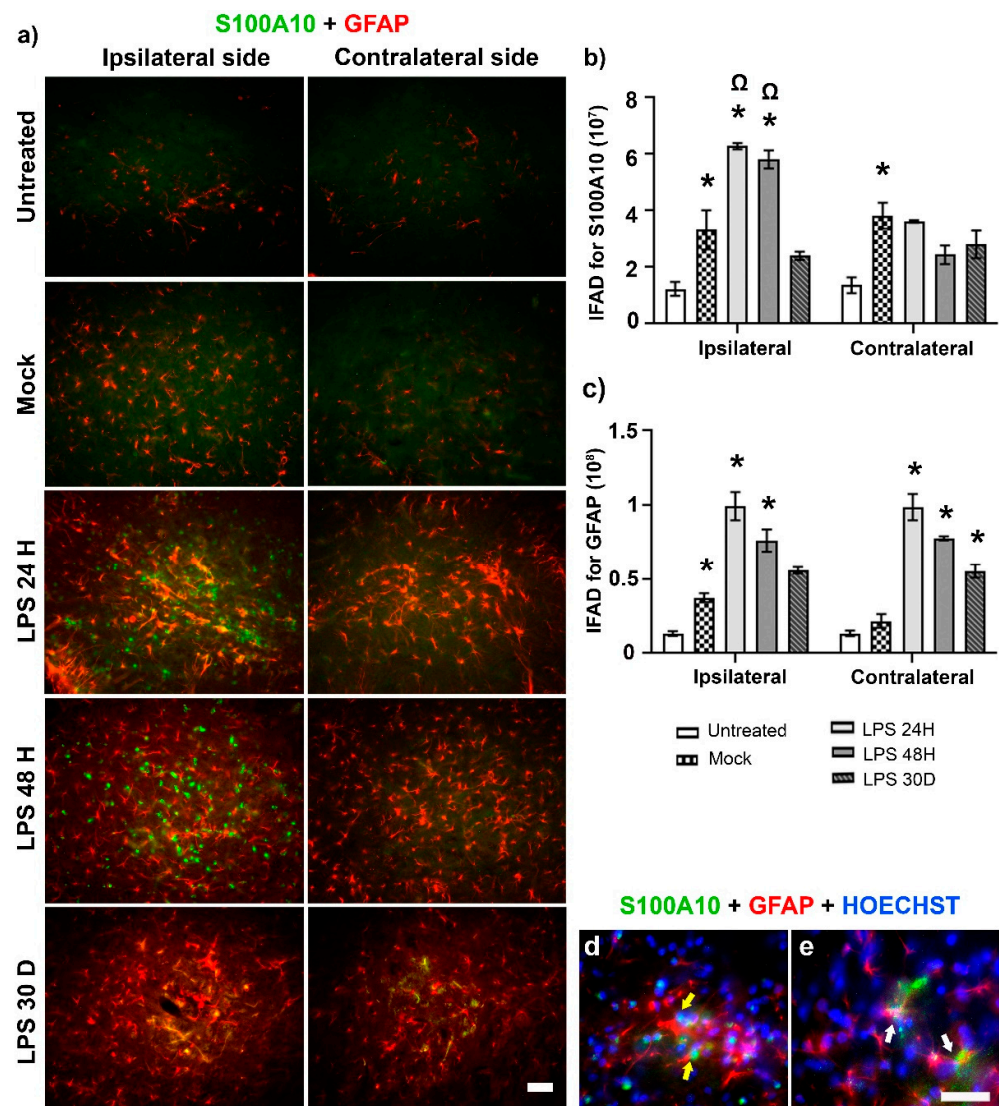 a)
S100A10 + GFAP
Ipsilateral side
Contralateral side
Untreated
Mock
LPS 24 H
LPS 48 H
LPS 30 D
b)
IFAD for S100A10 (10⁷)
8
6
4
2
0
*
Ω
*
Ω
*
*
Ipsilateral
Contralateral
c)
IFAD for GFAP (10⁸)
1.5
1
0.5
0
*
*
*
*
*
*
Ipsilateral
Contralateral
Untreated
Mock
LPS 24H
LPS 48H
LPS 30D
S100A10 + GFAP + HOECHST
d
e